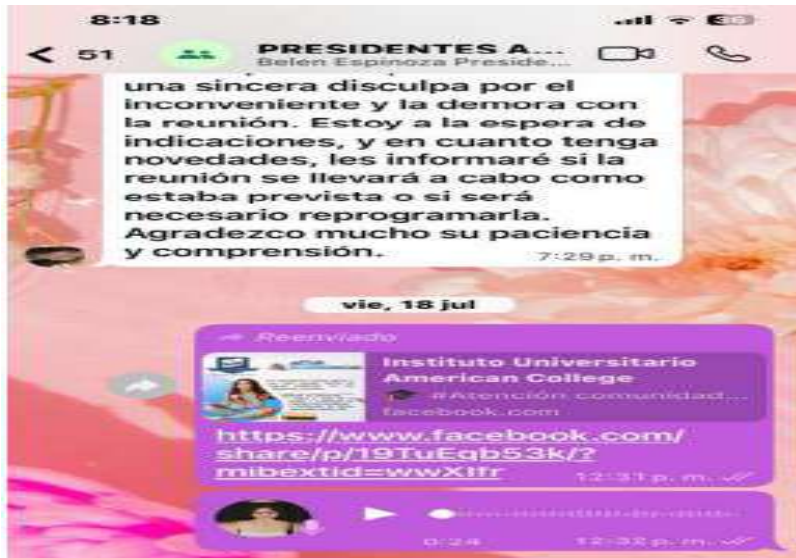 8:18
51
PRESIDENTES A...
Belén Espinoza Preside...
una sincera disculpa por el
inconveniente y la demora con
la reunión. Estoy a la espera de
indicaciones, y en cuanto tenga
novedades, les informaré si la
reunión se llevará a cabo como
estaba prevista o si será
necesario reprogramarla.
Agradezco mucho su paciencia
y comprensión.
7:29 p. m.
vie, 18 jul
Reenviado
Instituto Universitario
American College
#Atención comunidad...
facebook.com
https://www.facebook.com/
share/p/19TuEqb53k/?
mibextid=wwXIfr
12:31 p. m.
0:24
12:32 p. m.